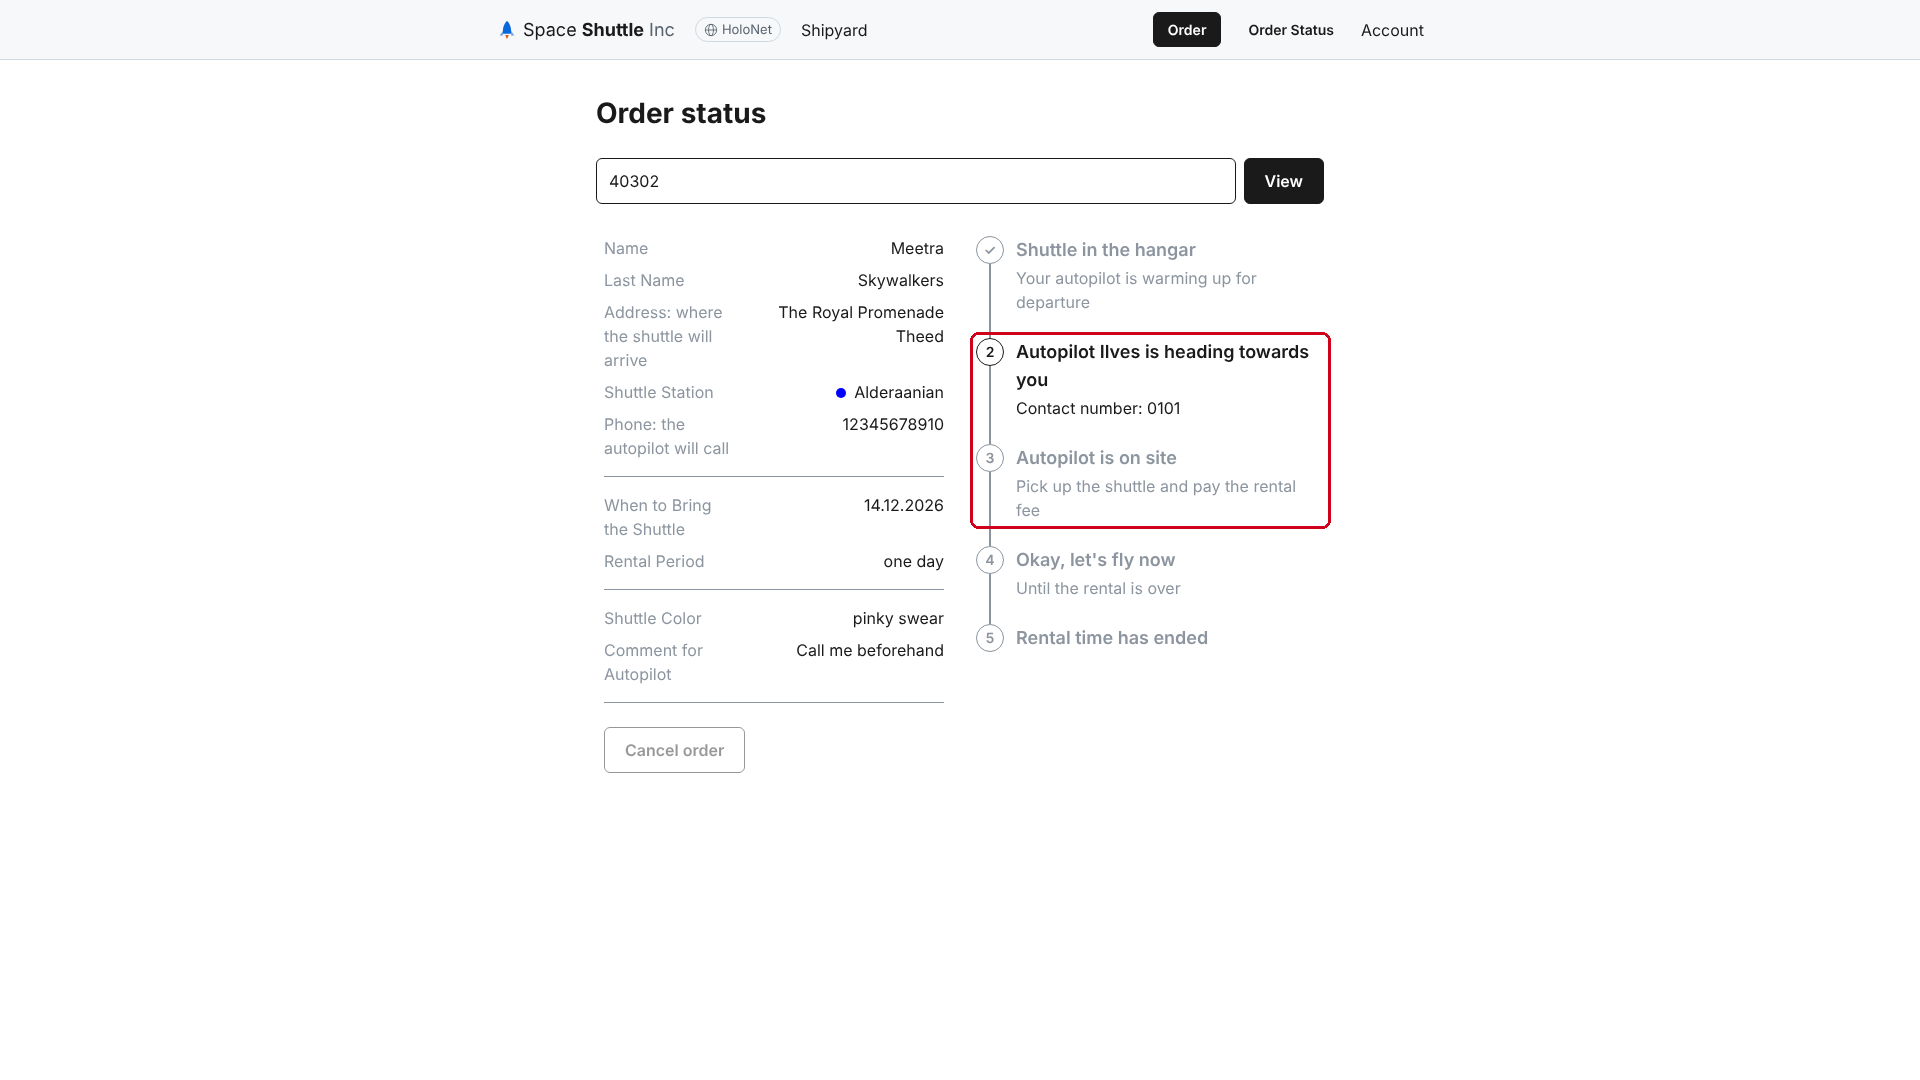 Space Shuttle Inc
HoloNet
Shipyard
Order
Order Status
Account
Order status
40302
View
Name
Meetra
Last Name
Skywalkers
Address: where
the shuttle will
arrive
The Royal Promenade
Theed
Shuttle Station
Alderaanian
Phone: the
autopilot will call
12345678910
When to Bring
the Shuttle
14.12.2026
Rental Period
one day
Shuttle Color
pinky swear
Comment for
Autopilot
Call me beforehand
Cancel order
Shuttle in the hangar
Your autopilot is warming up for
departure
2
Autopilot IIves is heading towards
you
Contact number: 0101
3
Autopilot is on site
Pick up the shuttle and pay the rental
fee
4
Okay, let's fly now
Until the rental is over
5
Rental time has ended